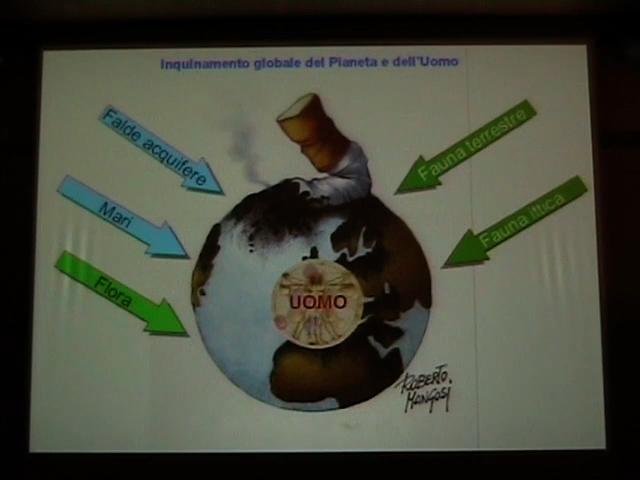 Inquinamento globale del Pianeta e dell'Uomo
Falde acquifere
Fauna terrestre
Mari
Fauna ittica
Flora
UOMO
ROBERTO
MANGOSI